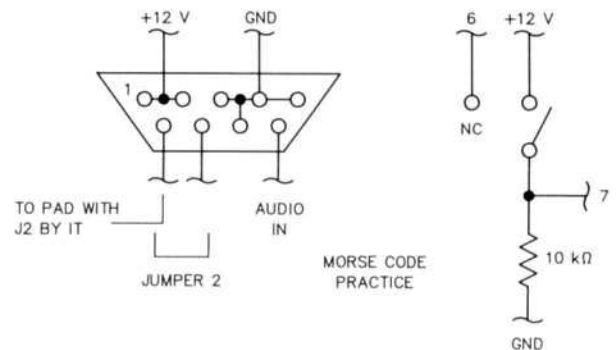 +12 V
GND
1
TO PAD WITH
J2 BY IT
AUDIO
IN
JUMPER 2
6
+12 V
NC
7
10 kΩ
MORSE CODE
PRACTICE
GND